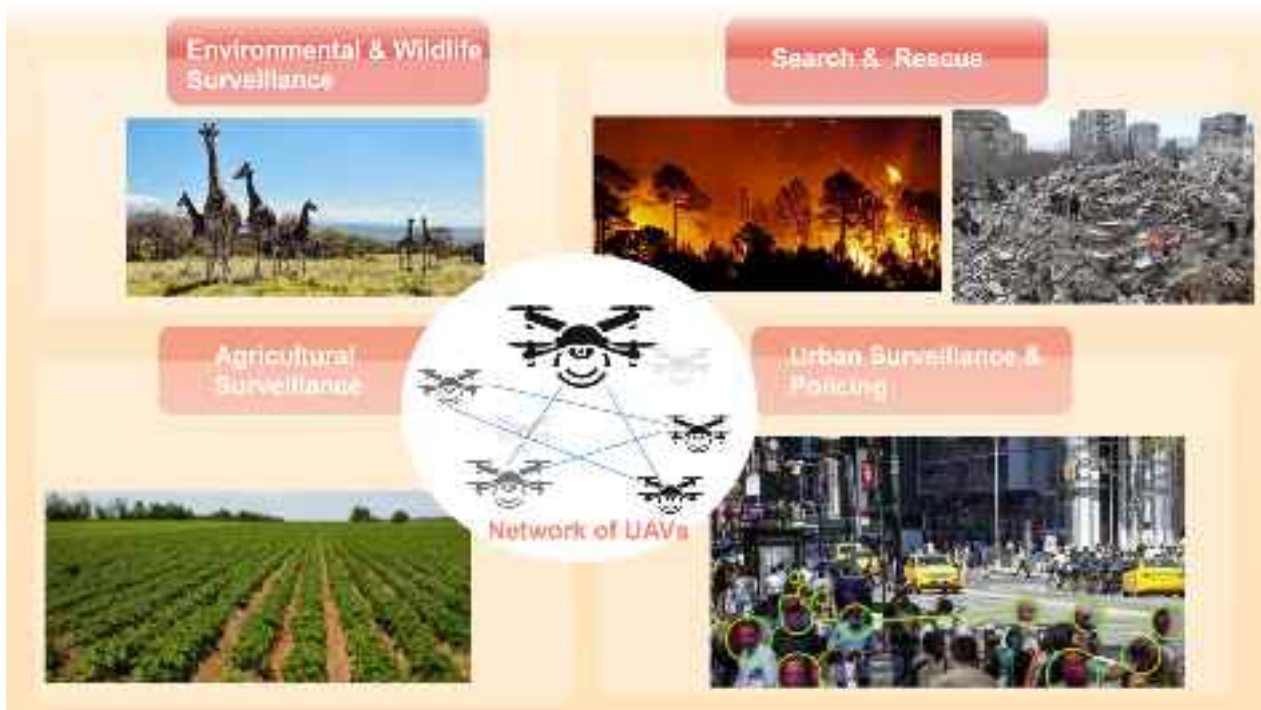 Environmental & Wildlife
Surveillance
Search & Rescue
Agricultural
Surveillance
Urban Surveillance &
Policing
Network of UAVs